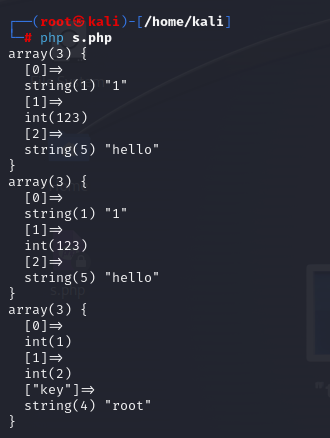 ┌──(root㉿kali)-[/home/kali]
└─# php s.php
array(3) {
  [0]=>
  string(1) "1"
  [1]=>
  int(123)
  [2]=>
  string(5) "hello"
}
array(3) {
  [0]=>
  string(1) "1"
  [1]=>
  int(123)
  [2]=>
  string(5) "hello"
}
array(3) {
  [0]=>
  int(1)
  [1]=>
  int(2)
  ["key"]=>
  string(4) "root"
}
s.php